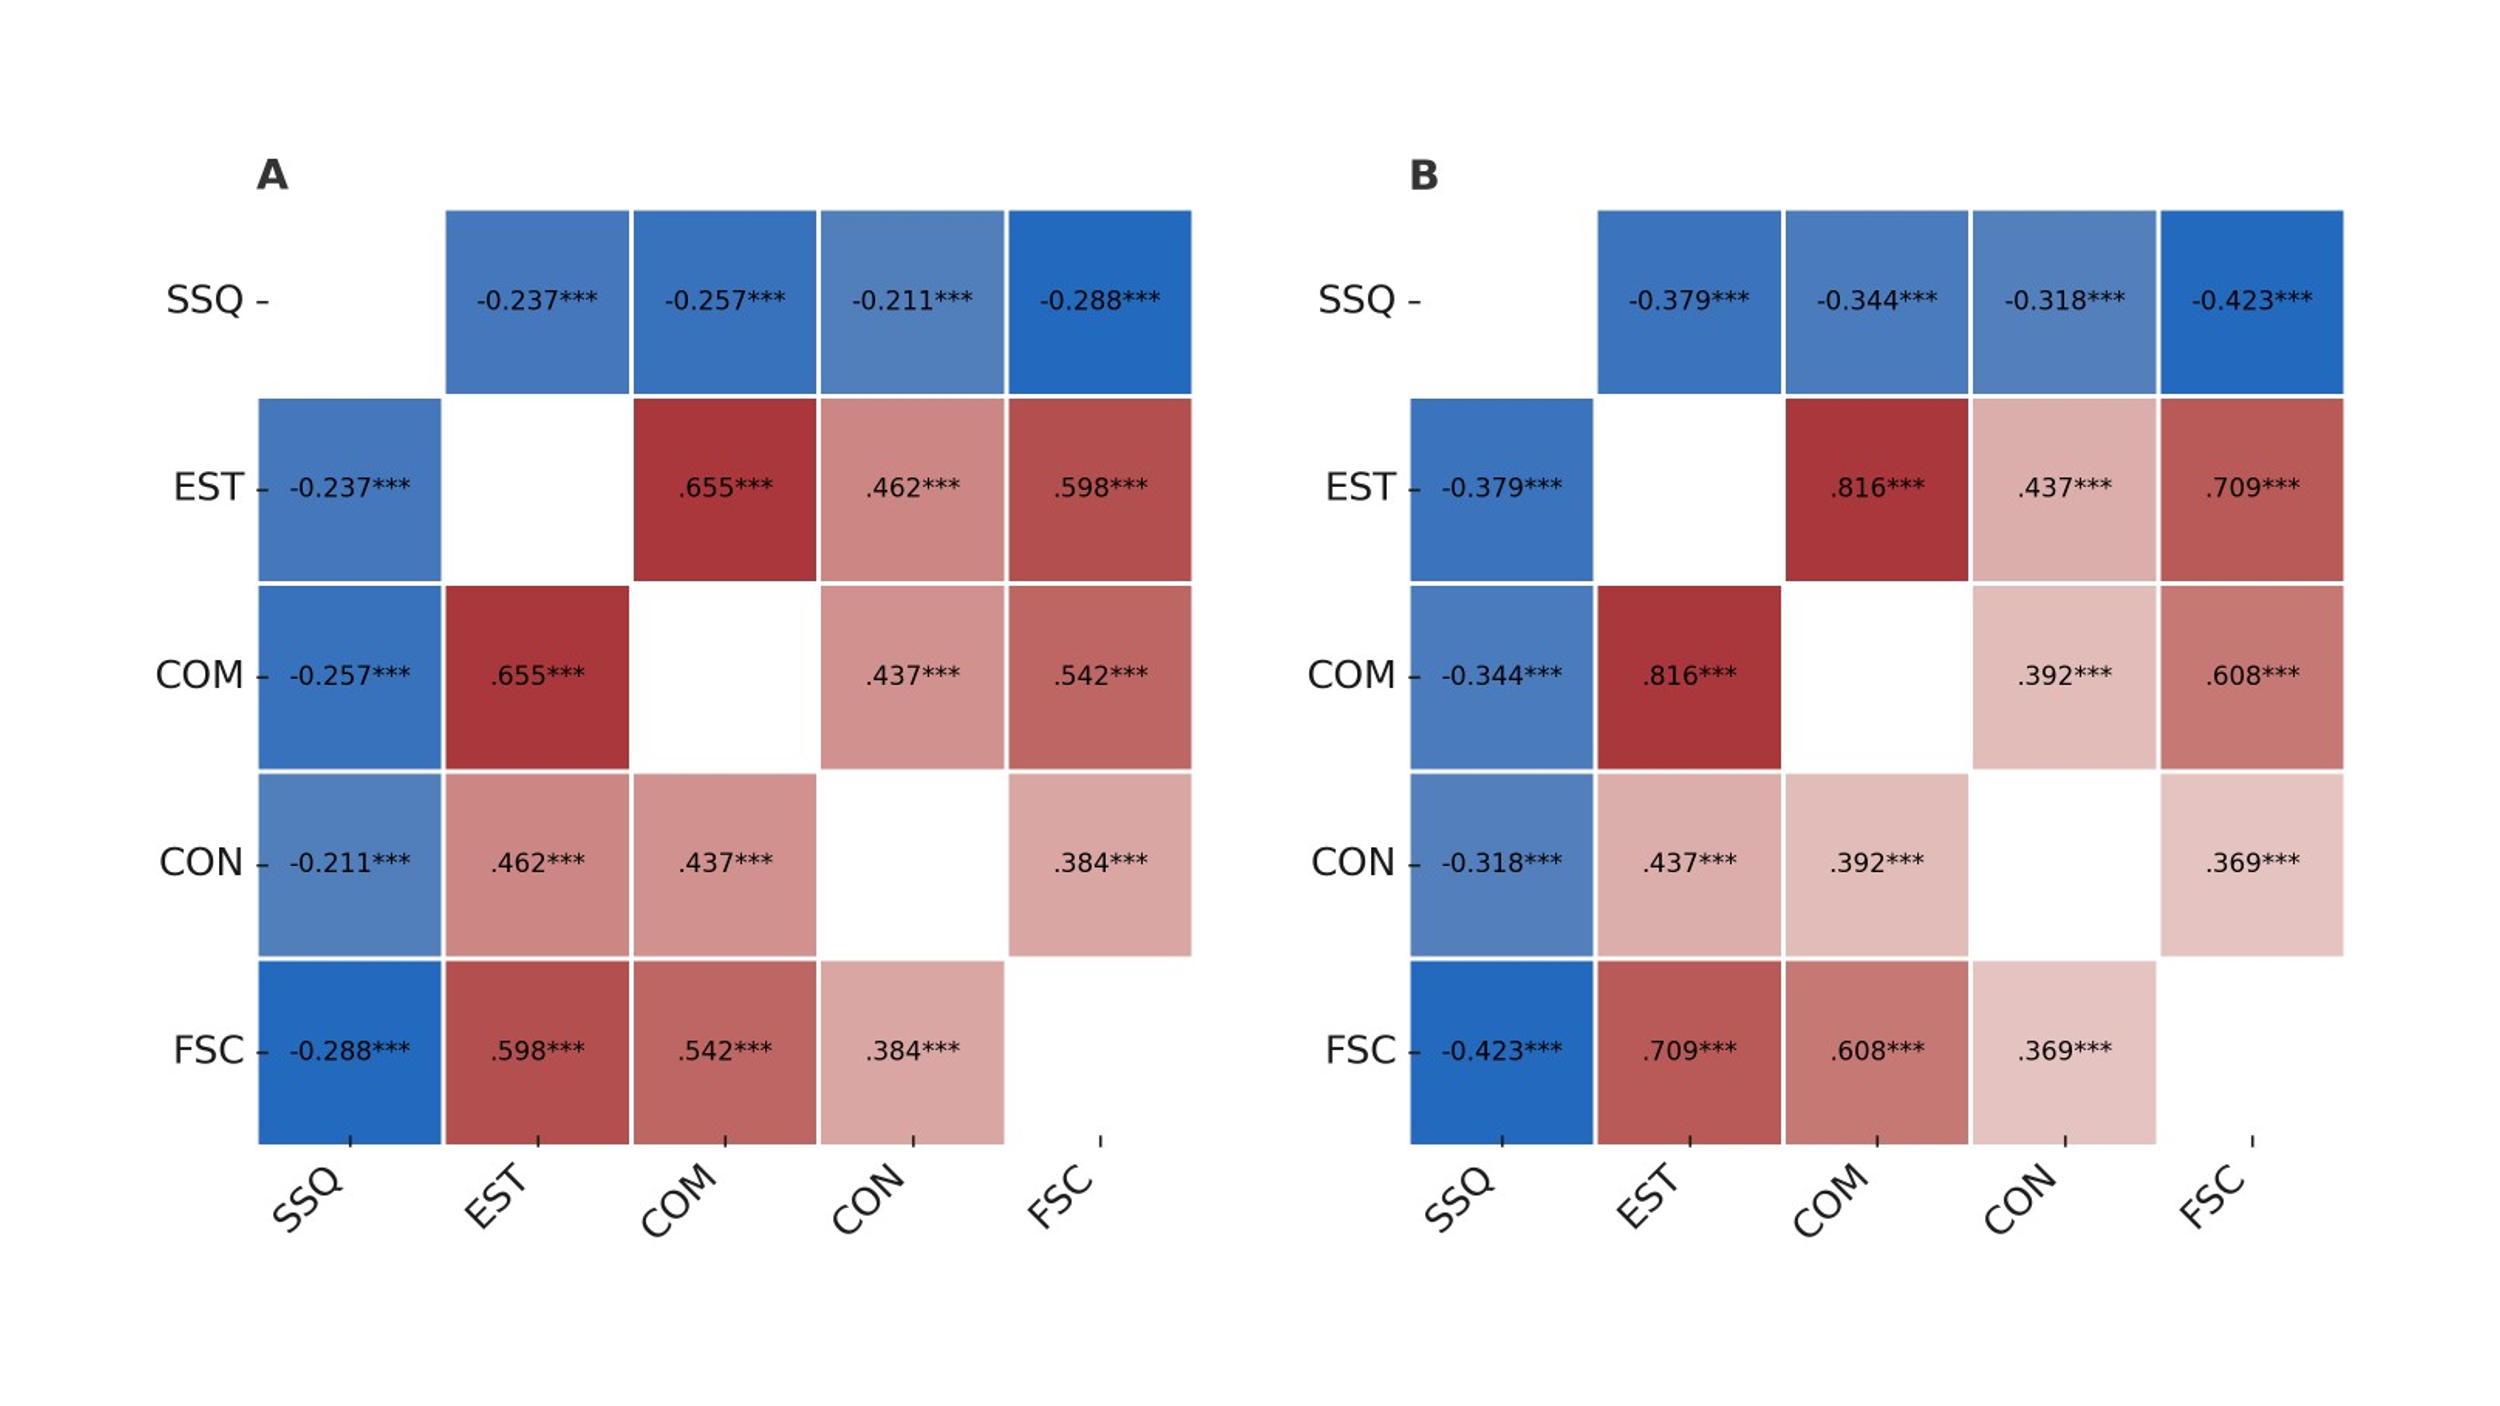 A
SSQ -0.237*** -0.257*** -0.211*** -0.288***
EST -0.237*** .655*** .462*** .598***
COM -0.257*** .655*** .437*** .542***
CON -0.211*** .462*** .437*** .384***
FSC -0.288*** .598*** .542*** .384***
SSQ EST COM CON FSC
B
SSQ -0.379*** -0.344*** -0.318*** -0.423***
EST -0.379*** .816*** .437*** .709***
COM -0.344*** .816*** .392*** .608***
CON -0.318*** .437*** .392*** .369***
FSC -0.423*** .709*** .608*** .369***
SSQ EST COM CON FSC